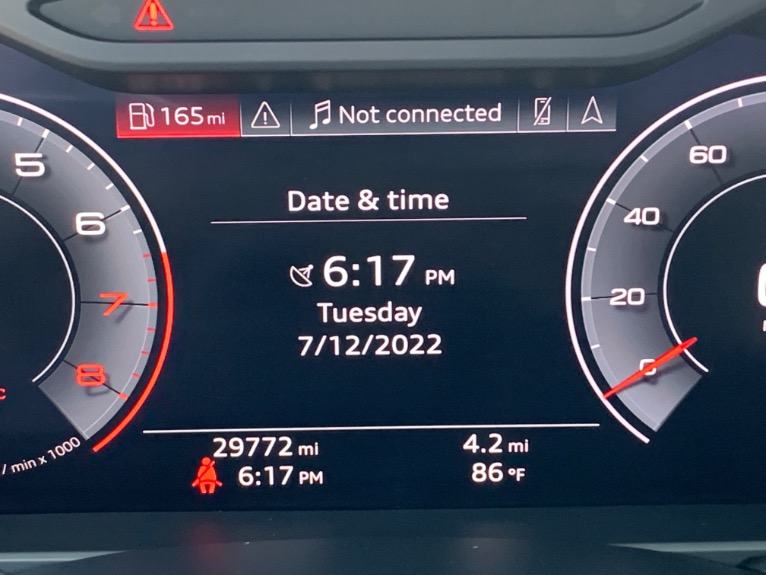 165 mi
Not connected
Date & time
6:17 PM
Tuesday
7/12/2022
5
6
7
8
/ min x 1000
60
40
20
0
29772 mi
4.2 mi
6:17 PM
86 °F